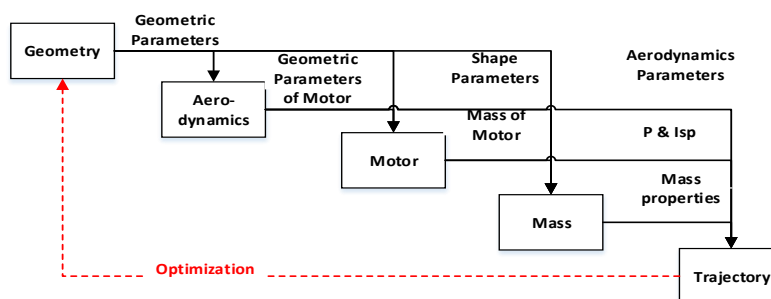 Geometric
Parameters
Geometry
Geometric
Parameters
of Motor
Shape
Parameters
Aerodynamics
Parameters
Aero-
dynamics
Mass of
Motor
P & Isp
Motor
Mass
properties
Mass
Optimization
Trajectory